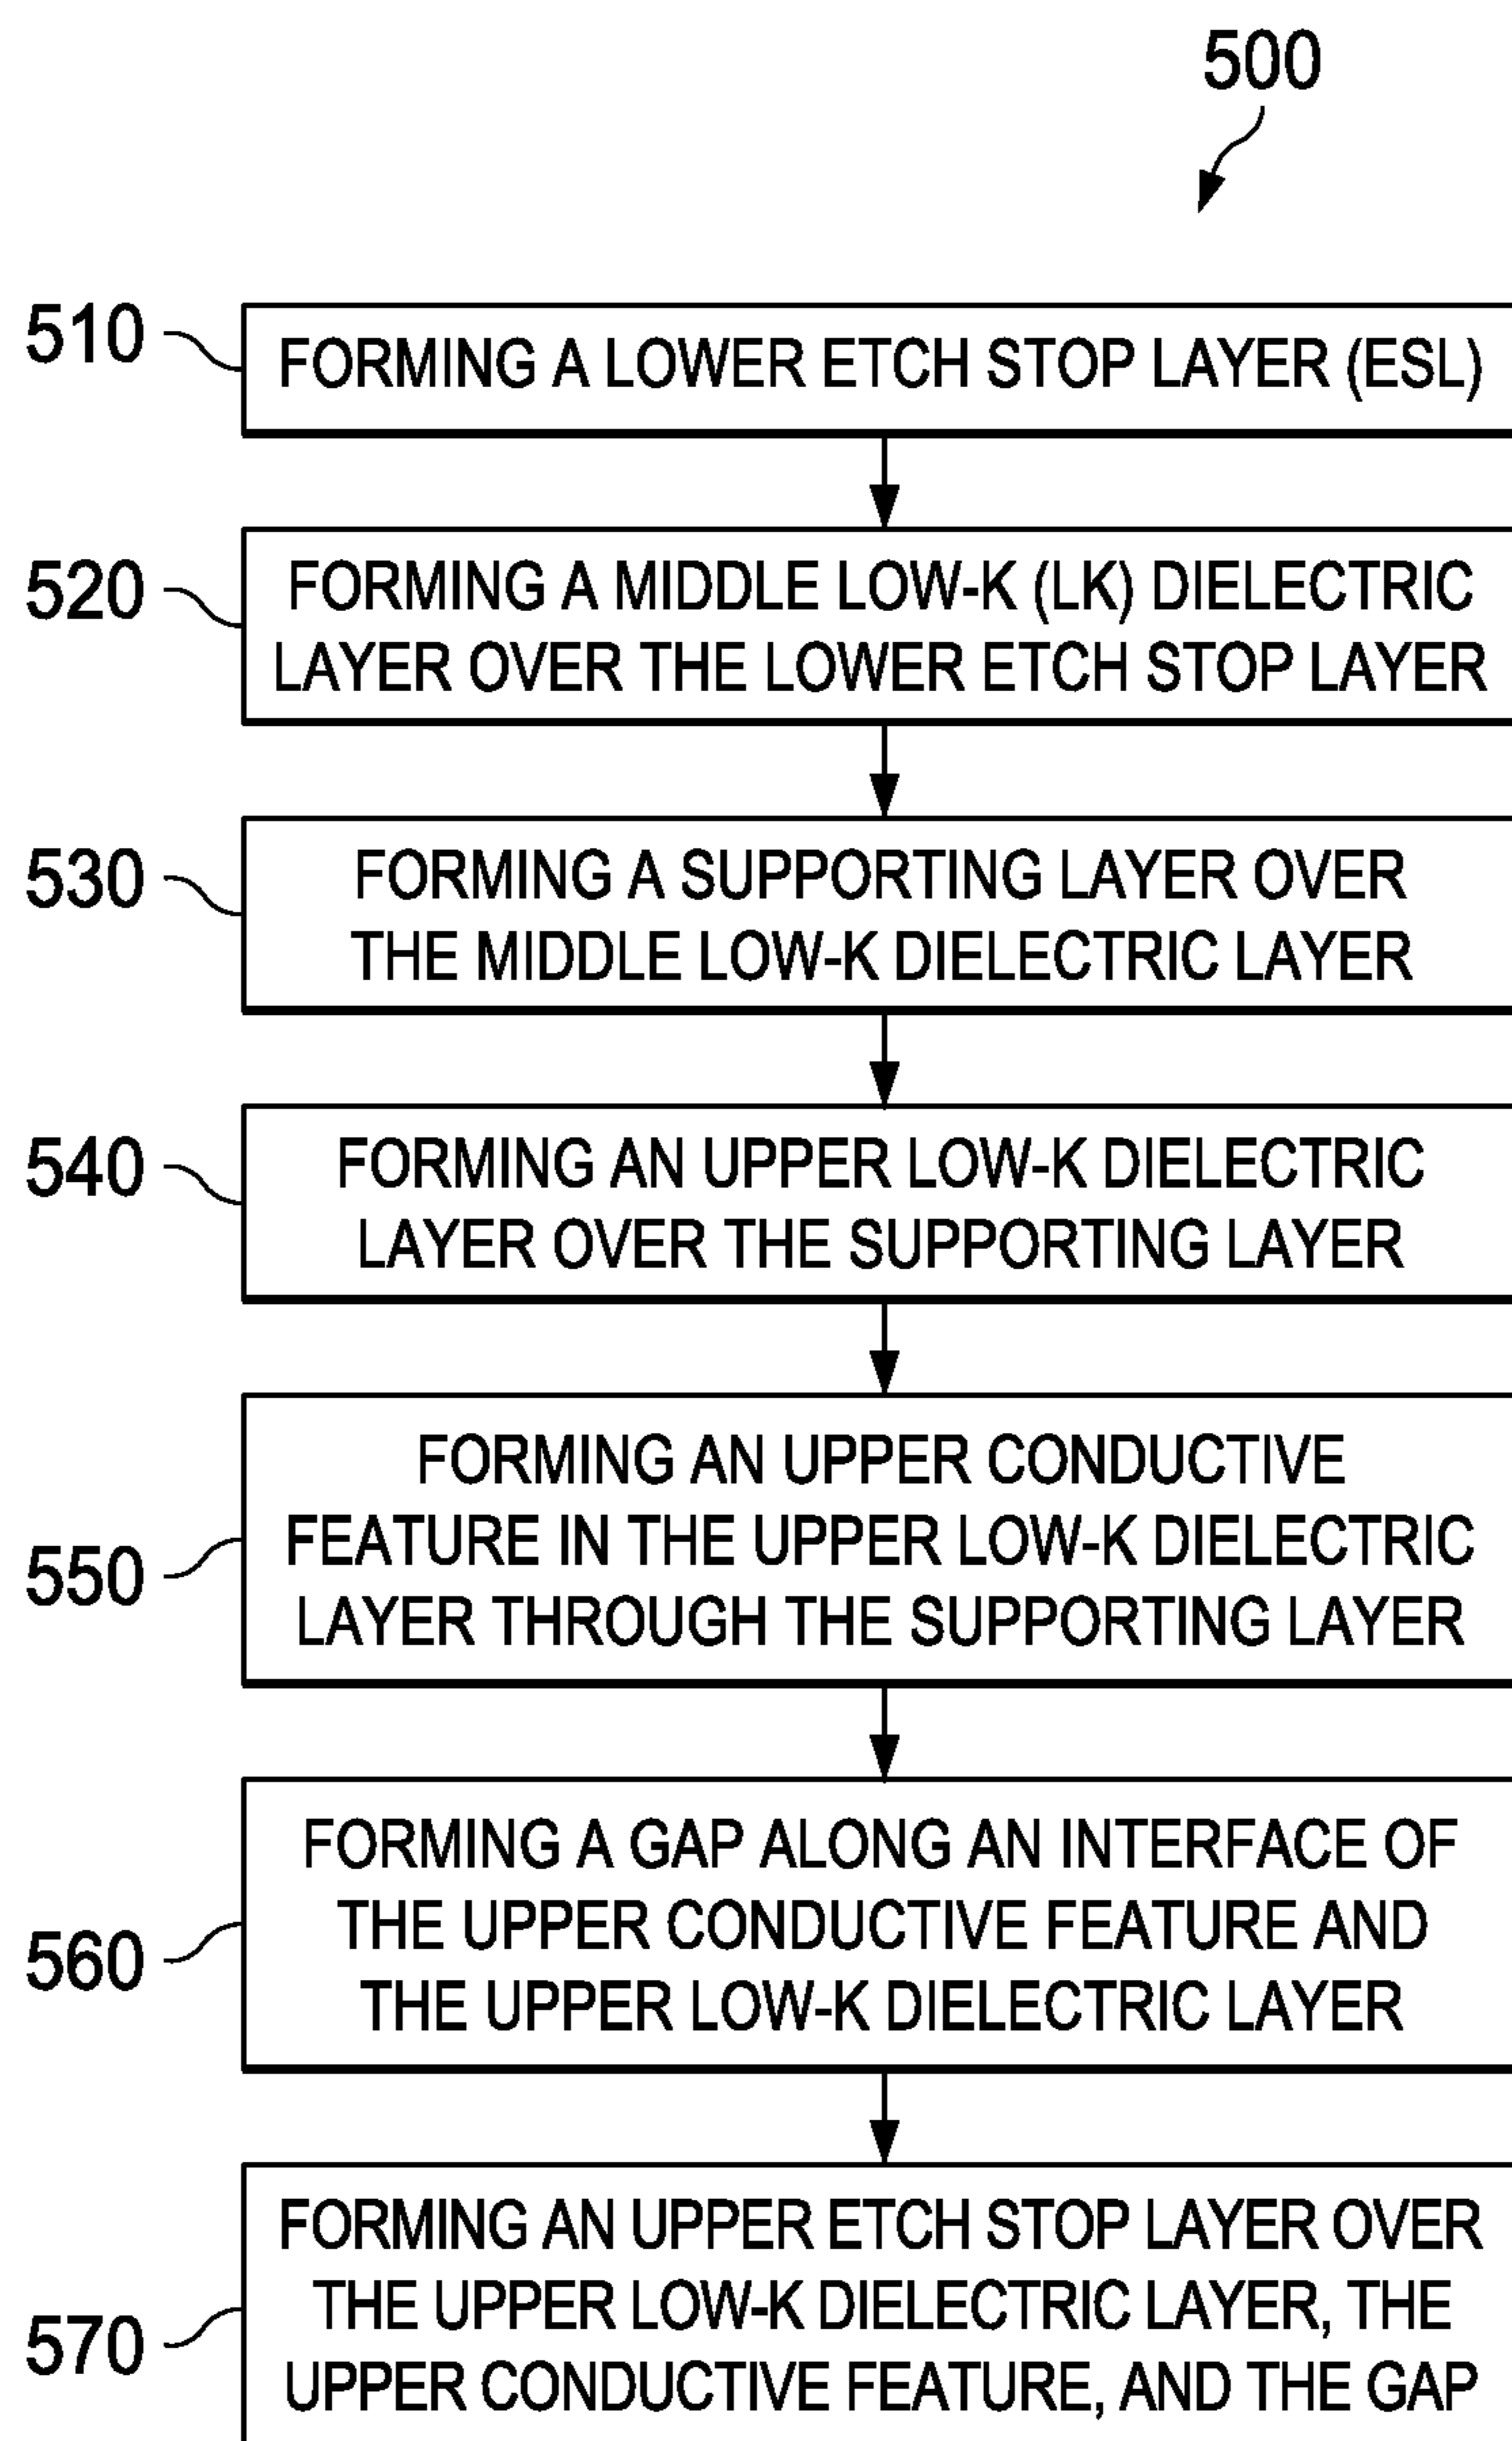 500
510
FORMING A LOWER ETCH STOP LAYER (ESL)
520
FORMING A MIDDLE LOW-K (LK) DIELECTRIC
LAYER OVER THE LOWER ETCH STOP LAYER
530
FORMING A SUPPORTING LAYER OVER
THE MIDDLE LOW-K DIELECTRIC LAYER
540
FORMING AN UPPER LOW-K DIELECTRIC
LAYER OVER THE SUPPORTING LAYER
550
FORMING AN UPPER CONDUCTIVE
FEATURE IN THE UPPER LOW-K DIELECTRIC
LAYER THROUGH THE SUPPORTING LAYER
560
FORMING A GAP ALONG AN INTERFACE OF
THE UPPER CONDUCTIVE FEATURE AND
THE UPPER LOW-K DIELECTRIC LAYER
570
FORMING AN UPPER ETCH STOP LAYER OVER
THE UPPER LOW-K DIELECTRIC LAYER, THE
UPPER CONDUCTIVE FEATURE, AND THE GAP